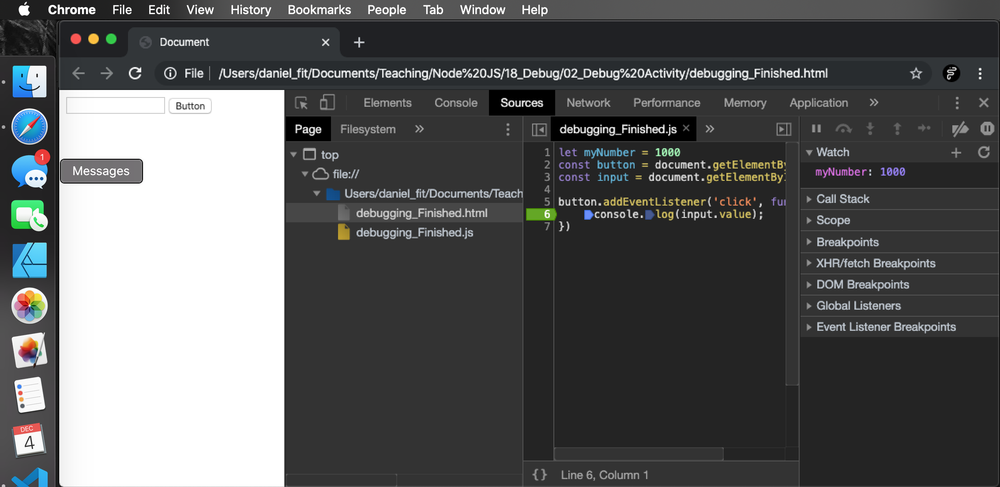 Chrome File Edit View History Bookmarks People Tab Window Help
Document
File /Users/daniel_fit/Documents/Teaching/Node%20JS/18_Debug/02_Debug%20Activity/debugging_Finished.html
Button
Elements Console Sources Network Performance Memory Application »
Page Filesystem »
debugging_Finished.js »
top
file://
Users/daniel_fit/Documents/Teach
debugging_Finished.html
debugging_Finished.js
1 let myNumber = 1000
2 const button = document.getElementBy
3 const input = document.getElementBy
4
5 button.addEventListener('click', fu
6 console.log(input.value);
7 })
{} Line 6, Column 1
Watch
myNumber: 1000
Call Stack
Scope
Breakpoints
XHR/fetch Breakpoints
DOM Breakpoints
Global Listeners
Event Listener Breakpoints
1
Messages
DEC
4